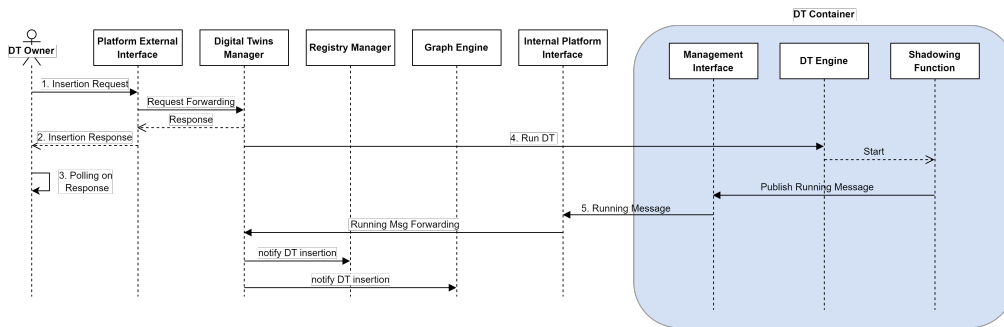 DT Container
DT Owner
Platform External
Interface
Digital Twins
Manager
Registry Manager
Graph Engine
Internal Platform
Interface
Management
Interface
DT Engine
Shadowing
Function
1. Insertion Request
Request Forwarding
Response
2. Insertion Response
4. Run DT
Start
3. Polling on
Response
Publish Running Message
5. Running Message
Running Msg Forwarding
notify DT insertion
notify DT insertion